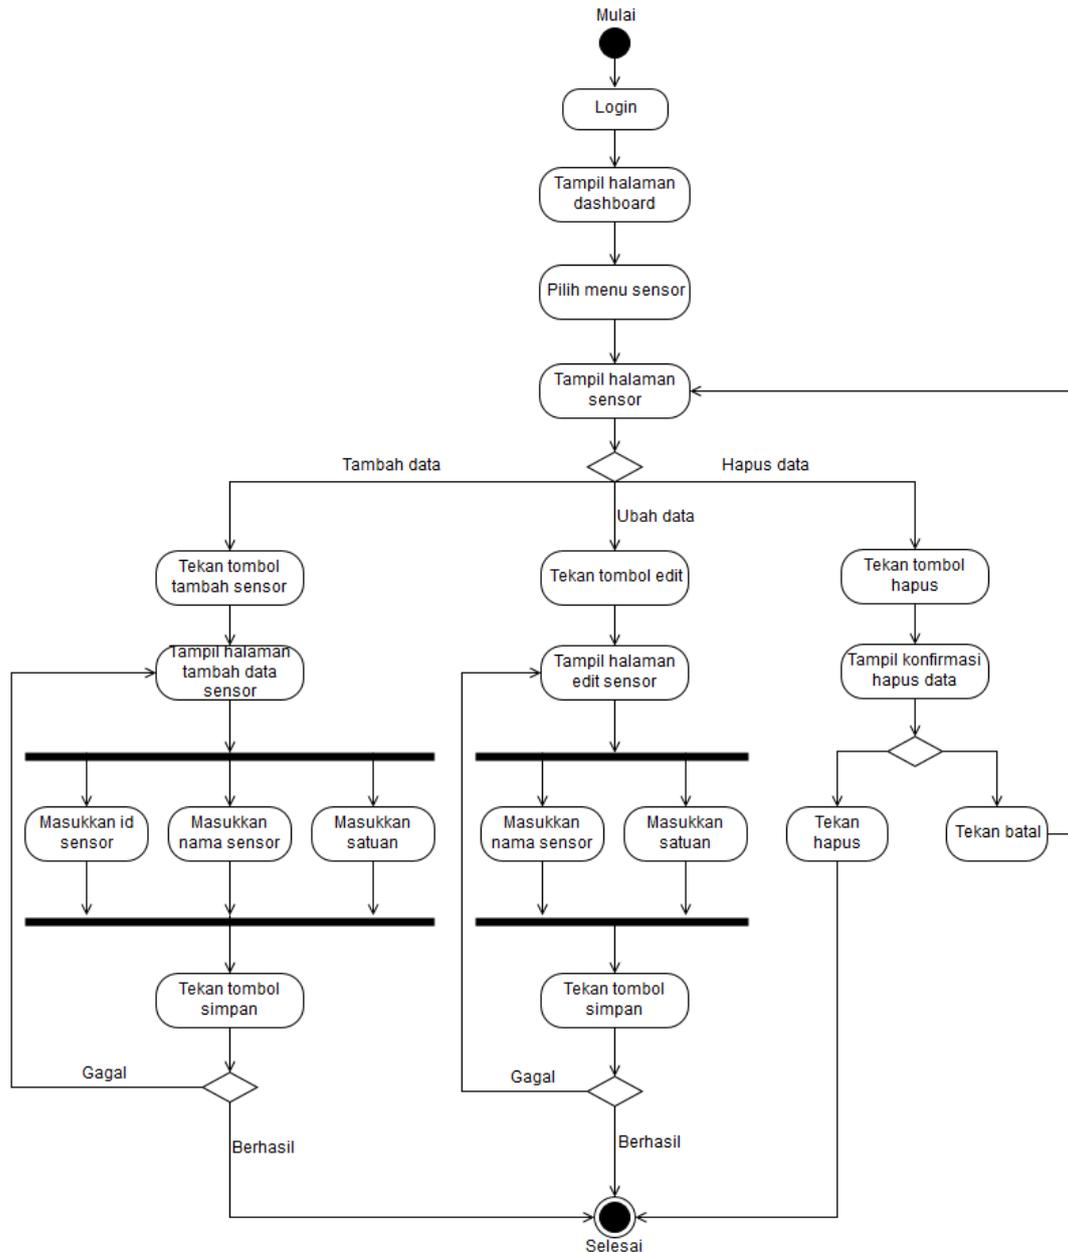 Mulai
Login
Tampil halaman
dashboard
Pilih menu sensor
Tampil halaman
sensor
Tambah data
Hapus data
Ubah data
Tekan tombol
tambah sensor
Tekan tombol edit
Tekan tombol
hapus
Tampil halaman
tambah data
sensor
Tampil halaman
edit sensor
Tampil konfirmasi
hapus data
Masukkan id
sensor
Masukkan
nama sensor
Masukkan
satuan
Masukkan
nama sensor
Masukkan
satuan
Tekan
hapus
Tekan batal
Tekan tombol
simpan
Tekan tombol
simpan
Gagal
Gagal
Berhasil
Berhasil
Selesai